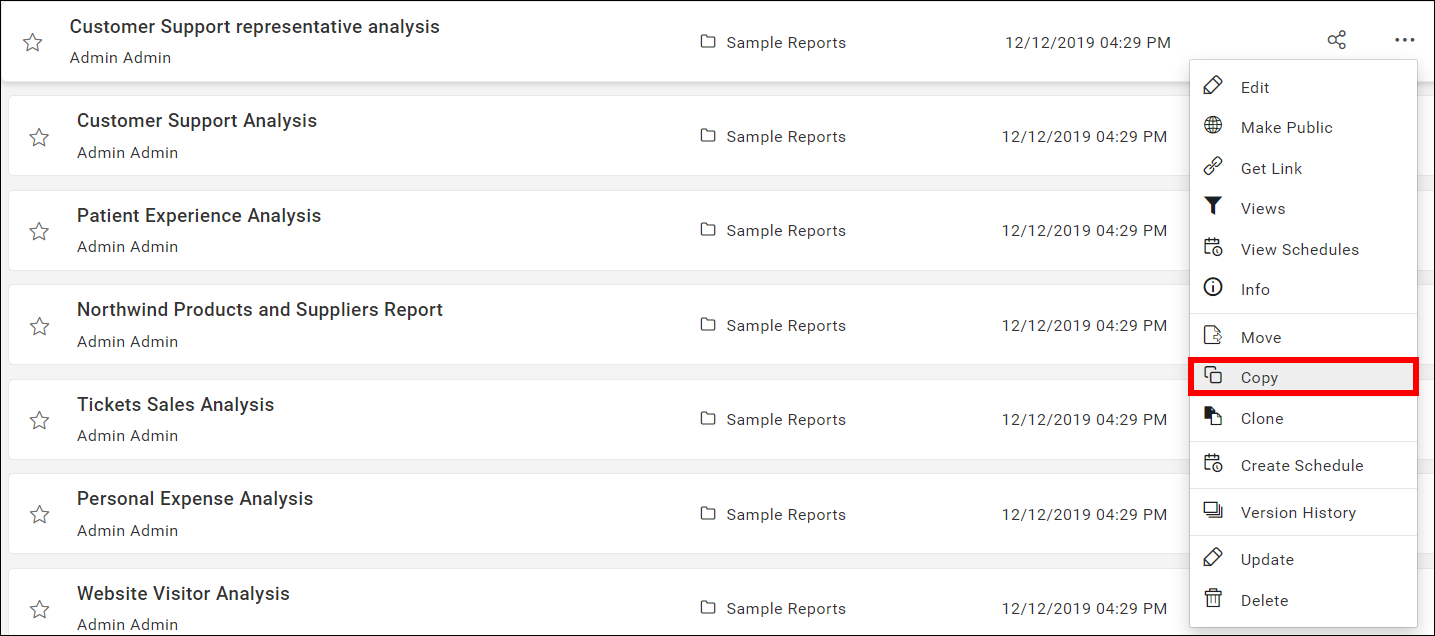 Customer Support representative analysis
Admin Admin
Sample Reports
12/12/2019 04:29 PM
Customer Support Analysis
Admin Admin
Sample Reports
12/12/2019 04:29 PM
Patient Experience Analysis
Admin Admin
Sample Reports
12/12/2019 04:29 PM
Northwind Products and Suppliers Report
Admin Admin
Sample Reports
12/12/2019 04:29 PM
Tickets Sales Analysis
Admin Admin
Sample Reports
12/12/2019 04:29 PM
Personal Expense Analysis
Admin Admin
Sample Reports
12/12/2019 04:29 PM
Website Visitor Analysis
Admin Admin
Sample Reports
12/12/2019 04:29 PM
Edit
Make Public
Get Link
Views
View Schedules
Info
Move
Copy
Clone
Create Schedule
Version History
Update
Delete